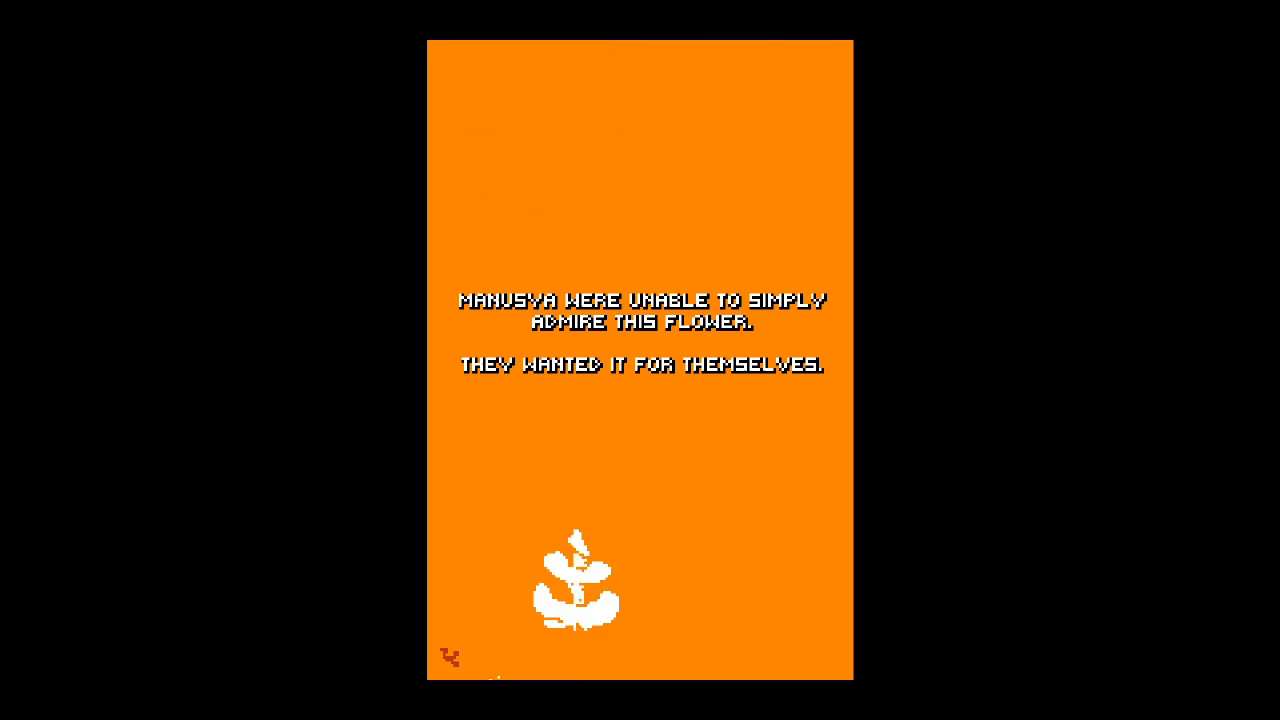 MANUSYA WERE UNABLE TO SIMPLY
ADMIRE THIS FLOWER.
THEY WANTED IT FOR THEMSELVES.